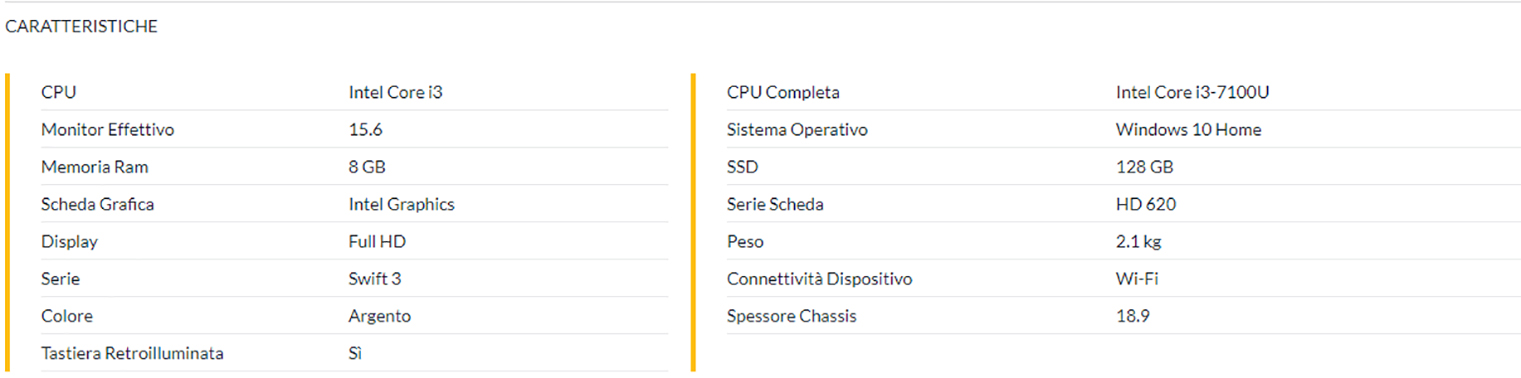 CARATTERISTICHE
CPU Intel Core i3
Monitor Effettivo 15.6
Memoria Ram 8 GB
Scheda Grafica Intel Graphics
Display Full HD
Serie Swift 3
Colore Argento
Tastiera Retroilluminata Sì
CPU Completa Intel Core i3-7100U
Sistema Operativo Windows 10 Home
SSD 128 GB
Serie Scheda HD 620
Peso 2.1 kg
Connettività Dispositivo Wi-Fi
Spessore Chassis 18.9